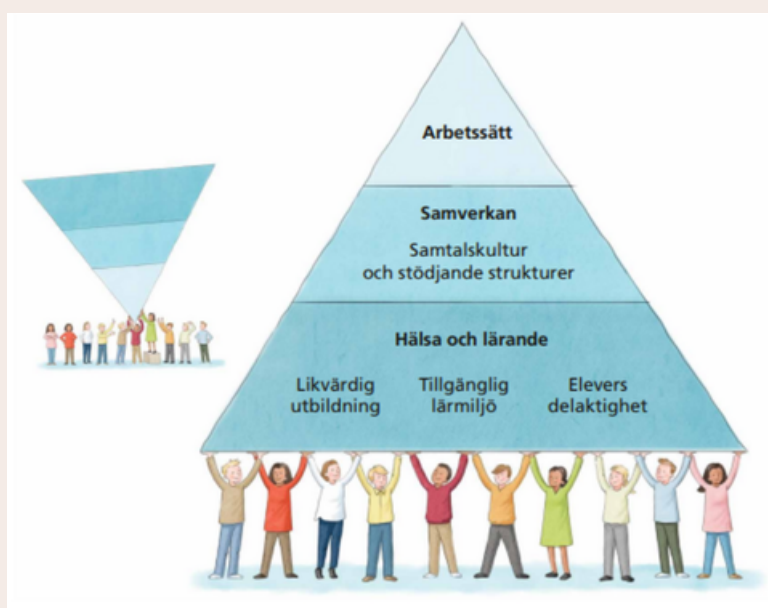 Arbetssätt
Samverkan
Samtalskultur
och stödjande strukturer
Hälsa och lärande
Likvärdig
utbildning
Tillgänglig
lärmiljö
Elevers
delaktighet